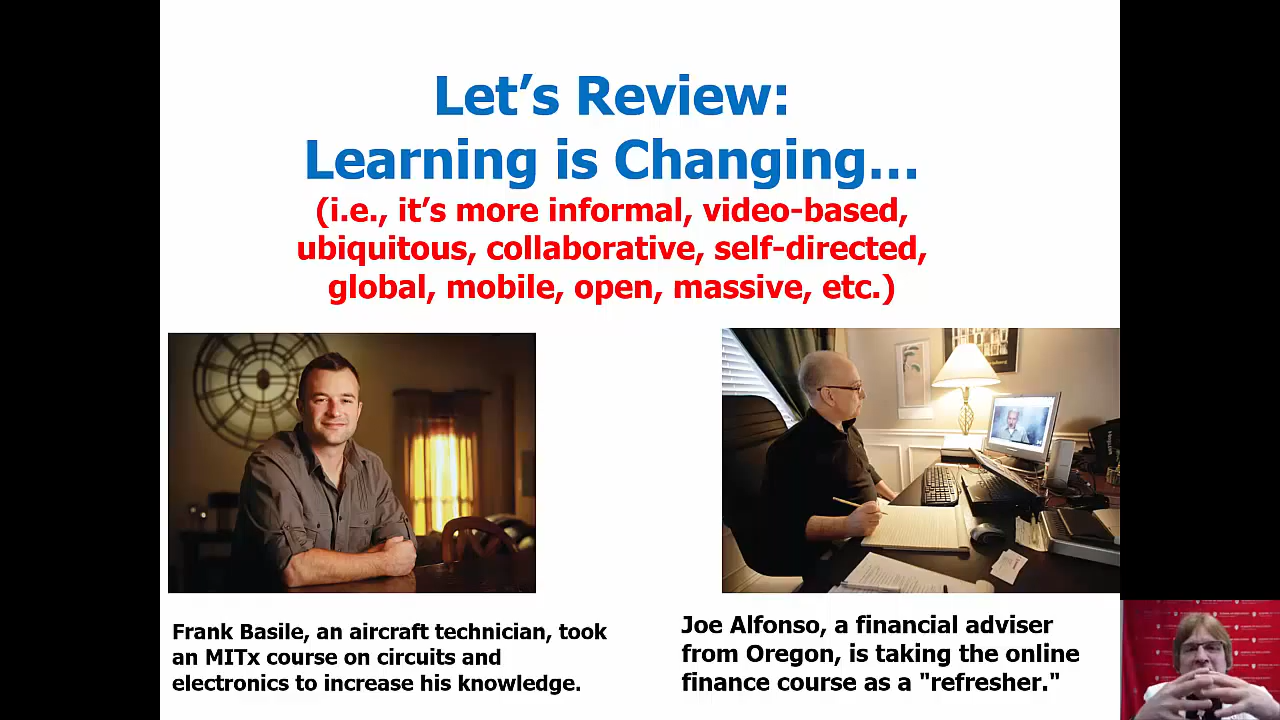 Let’s Review:
Learning is Changing...
(i.e., it’s more informal, video-based,
ubiquitous, collaborative, self-directed,
global, mobile, open, massive, etc.)
Frank Basile, an aircraft technician, took
an MITx course on circuits and
electronics to increase his knowledge.
Joe Alfonso, a financial adviser
from Oregon, is taking the online
finance course as a "refresher."